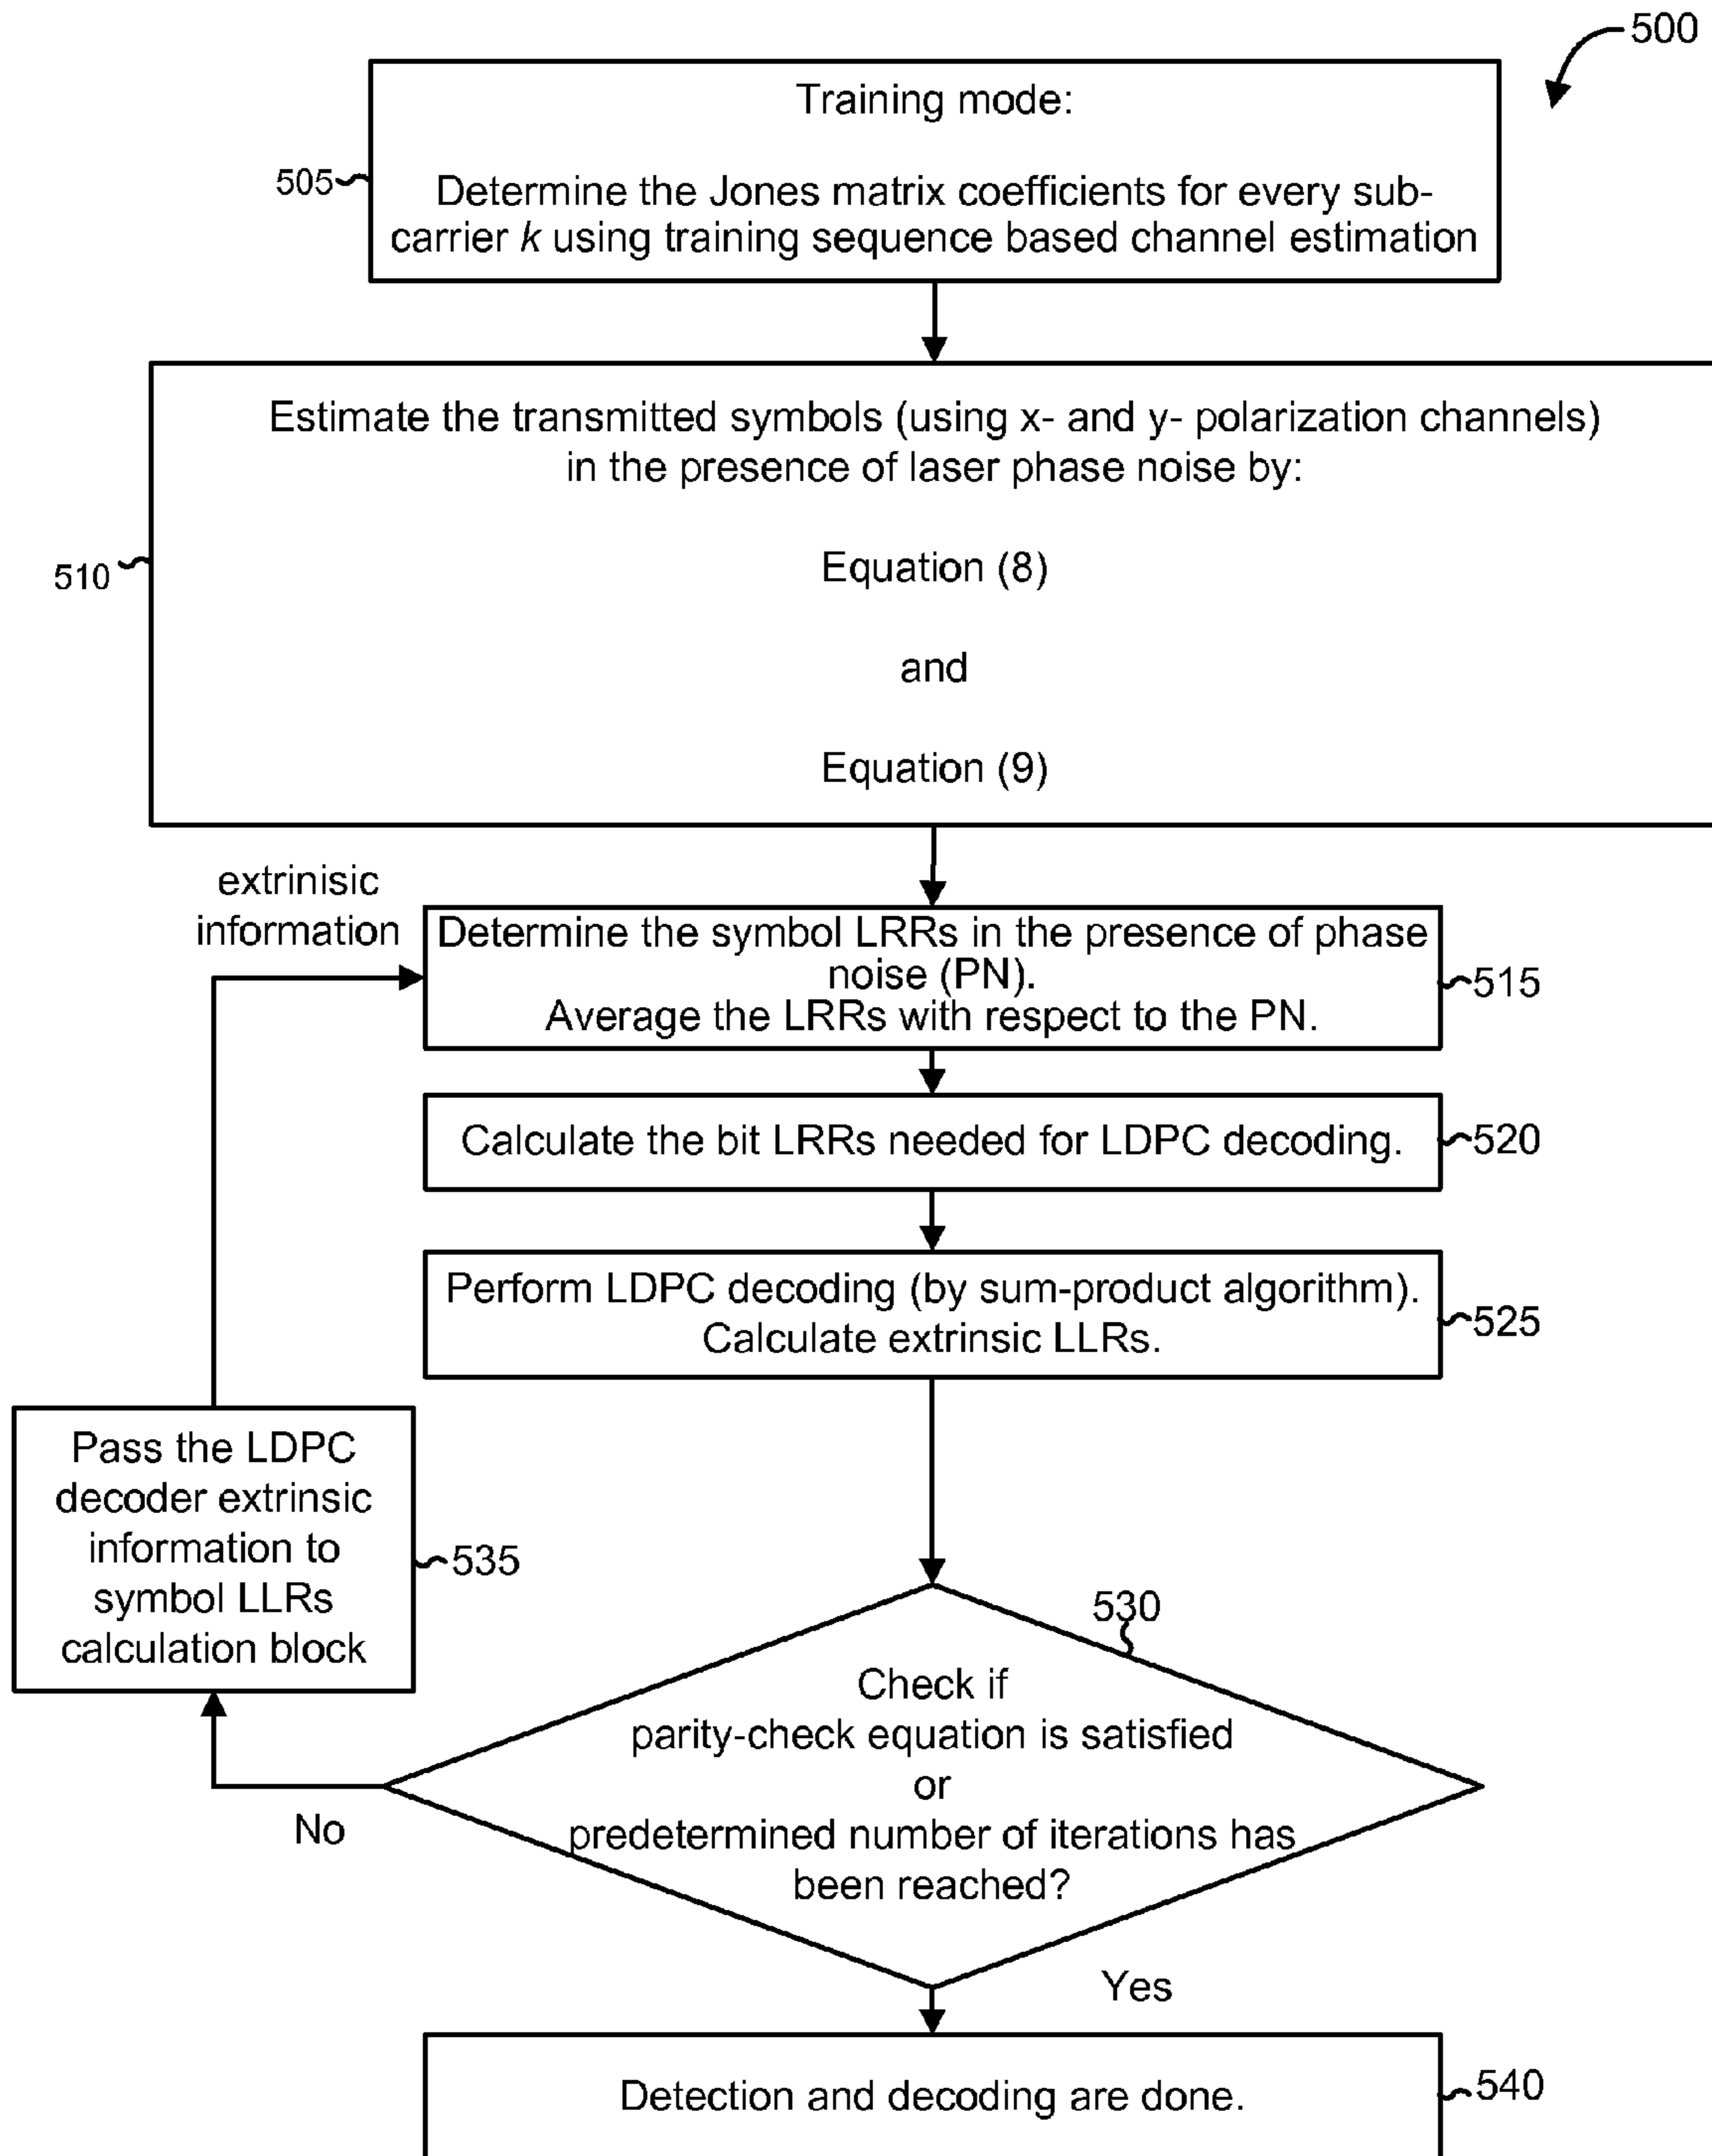 500
Training mode:
505
Determine the Jones matrix coefficients for every sub-
carrier k using training sequence based channel estimation
Estimate the transmitted symbols (using x- and y- polarization channels)
in the presence of laser phase noise by:
510
Equation (8)
and
Equation (9)
extrinisic
information
Determine the symbol LRRs in the presence of phase
noise (PN).
Average the LRRs with respect to the PN.
515
Calculate the bit LRRs needed for LDPC decoding.
520
Perform LDPC decoding (by sum-product algorithm).
Calculate extrinsic LLRs.
525
Pass the LDPC
decoder extrinsic
information to
symbol LLRs
calculation block
535
530
Check if
parity-check equation is satisfied
or
predetermined number of iterations has
been reached?
No
Yes
Detection and decoding are done.
540